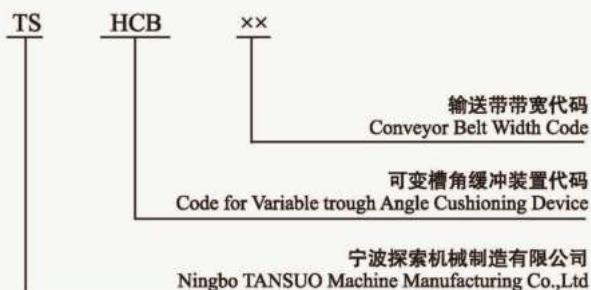 TS HCB ××
输送带带宽代码
Conveyor Belt Width Code
可变槽角缓冲装置代码
Code for Variable trough Angle Cushioning Device
宁波探索机械制造有限公司
Ningbo TANSUO Machine Manufacturing Co.,Ltd